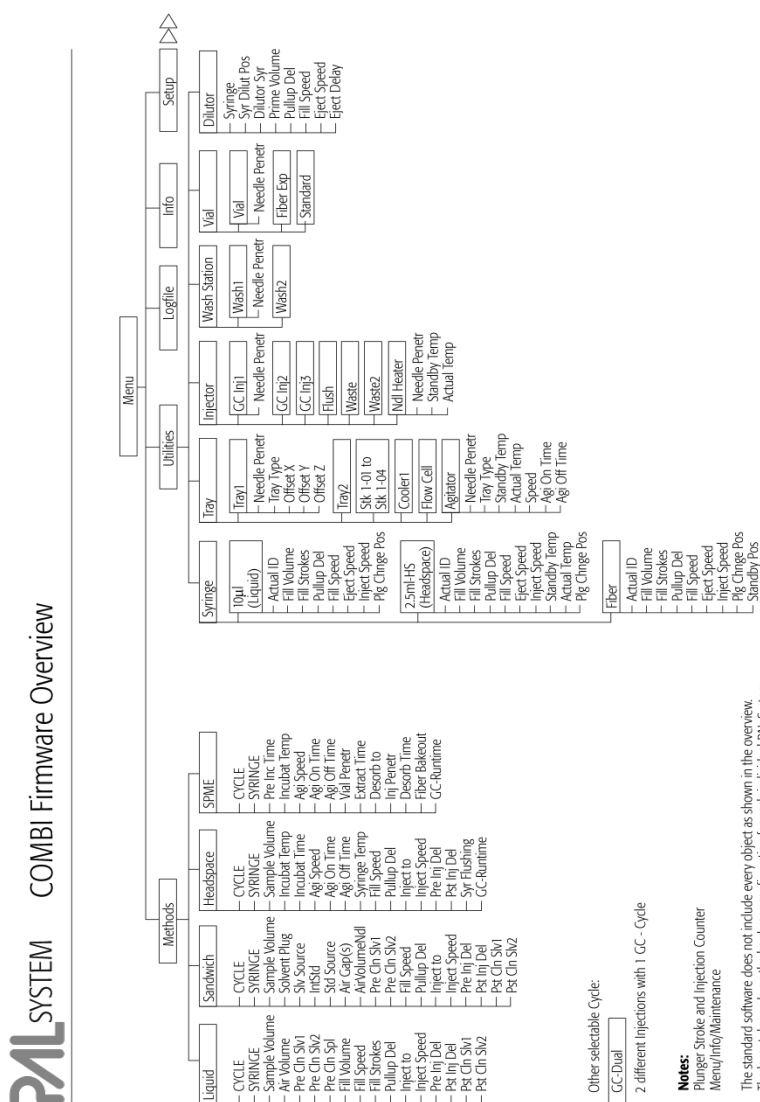 PAL SYSTEM COMBI Firmware Overview
Menu
Methods
Utilities
Logfile
Info
Setup
Liquid
CYCLE
SYRINGE
Sample Volume
Air Volume
Pre Cln Slv1
Pre Cln Slv2
Pre Cln Spl
Fill Volume
Fill Speed
Fill Strokes
Pullup Del
Inject to
Inject Speed
Pre Inj Del
Pst Inj Del
Pst Cln Slv1
Pst Cln Slv2
Sandwich
CYCLE
SYRINGE
Sample Volume
Solvent Plug
Slv Source
IntStd
Std Source
Air Gap(s)
AirVolumeNdl
Pre Cln Slv1
Pre Cln Slv2
Fill Speed
Pullup Del
Inject to
Inject Speed
Pre Inj Del
Pst Inj Del
Pst Cln Slv1
Pst Cln Slv2
Headspace
CYCLE
SYRINGE
Sample Volume
Incubat Temp
Incubat Time
Agi Speed
Agi On Time
Agi Off Time
Syringe Temp
Fill Speed
Pullup Del
Inject to
Inject Speed
Pre Inj Del
Pst Inj Del
Syr Flushing
GC-Runtime
SPME
CYCLE
SYRINGE
Pre Inc Time
Incubat Temp
Agi Speed
Agi On Time
Agi Off Time
Vial Penetr
Extract Time
Desorb to
Inj Penetr
Desorb Time
Fiber Bakeout
GC-Runtime
Syringe
10µl
(Liquid)
Actual ID
Fill Volume
Fill Strokes
Pullup Del
Fill Speed
Eject Speed
Inject Speed
Plg Chnge Pos
2.5ml-HS
(Headspace)
Actual ID
Fill Volume
Fill Strokes
Pullup Del
Fill Speed
Eject Speed
Inject Speed
Standby Temp
Actual Temp
Plg Chnge Pos
Fiber
Actual ID
Fill Volume
Fill Strokes
Pullup Del
Fill Speed
Eject Speed
Inject Speed
Plg Chnge Pos
Standby Pos
Tray
Tray1
Needle Penetr
Tray Type
Offset X
Offset Y
Offset Z
Tray2
Stk 1-01 to
Stk 1-04
Cooler1
Flow Cell
Agitator
Needle Penetr
Tray Type
Standby Temp
Actual Temp
Speed
Agi On Time
Agi Off Time
Injector
GC Inj1
Needle Penetr
GC Inj2
GC Inj3
Flush
Waste
Waste2
Ndl Heater
Needle Penetr
Standby Temp
Actual Temp
Wash Station
Wash1
Needle Penetr
Wash2
Vial
Vial
Needle Penetr
Fiber Exp
Standard
Dilutor
Syringe
Syr Dilut Pos
Dilutor Syr
Prime Volume
Pullup Del
Fill Speed
Eject Speed
Eject Delay
Other selectable Cycle:
GC-Dual
2 different Injections with 1 GC - Cycle
Notes:
Plunger Stroke and Injection Counter
Menu/Info/Maintenance
The standard software does not include every object as shown in the overview.